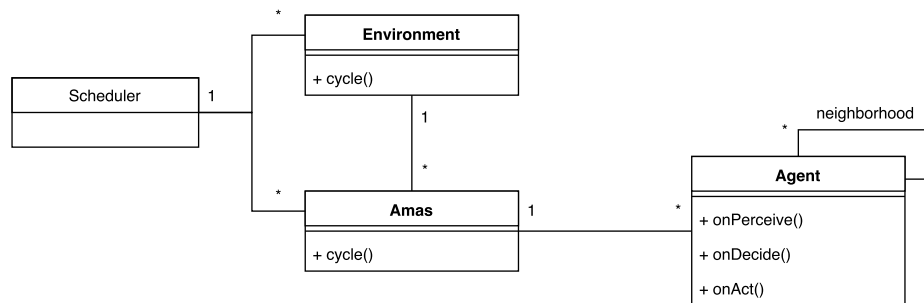 *
Environment
+ cycle()
Scheduler
1
1
neighborhood
*
*
*
Amas
1
*
Agent
+ cycle()
+ onPerceive()
+ onDecide()
+ onAct()